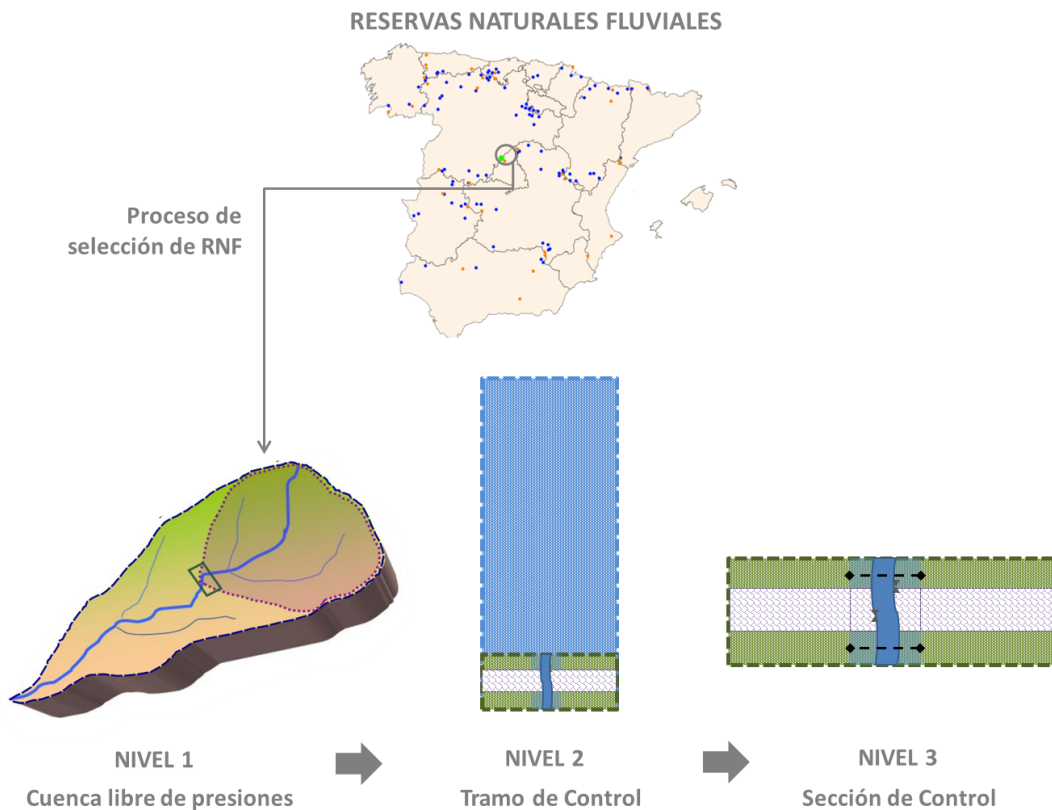 RESERVAS NATURALES FLUVIALES
Proceso de
selección de RNF
NIVEL 1
Cuenca libre de presiones
NIVEL 2
Tramo de Control
NIVEL 3
Sección de Control